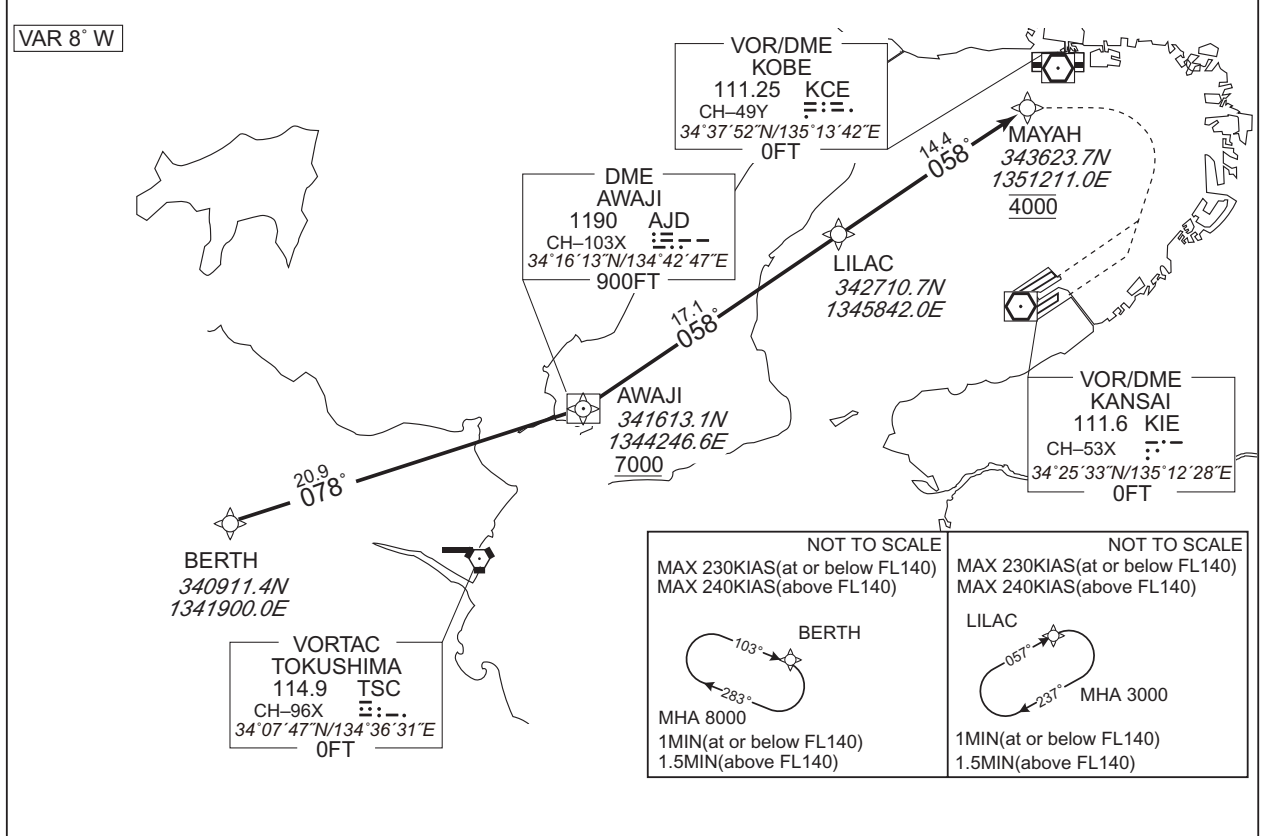 VAR 8˚ W
VOR/DME
KOBE
111.25 KCE
CH–49Y
34˚37´52˝N/135˚13´42˝E
0FT
14.4
058˚
MAYAH
343623.7N
1351211.0E
4000
DME
AWAJI
1190 AJD
CH–103X
34˚16´13˝N/134˚42´47˝E
900FT
LILAC
342710.7N
1345842.0E
17.1
058˚
VOR/DME
KANSAI
111.6 KIE
CH–53X
34˚25´33˝N/135˚12´28˝E
0FT
AWAJI
341613.1N
1344246.6E
7000
20.9
078˚
BERTH
340911.4N
1341900.0E
VORTAC
TOKUSHIMA
114.9 TSC
CH–96X
34˚07´47˝N/134˚36´31˝E
0FT
NOT TO SCALE
MAX 230KIAS(at or below FL140)
MAX 240KIAS(above FL140)
BERTH
103˚
283˚
MHA 8000
1MIN(at or below FL140)
1.5MIN(above FL140)
NOT TO SCALE
MAX 230KIAS(at or below FL140)
MAX 240KIAS(above FL140)
LILAC
057˚
237˚
MHA 3000
1MIN(at or below FL140)
1.5MIN(above FL140)